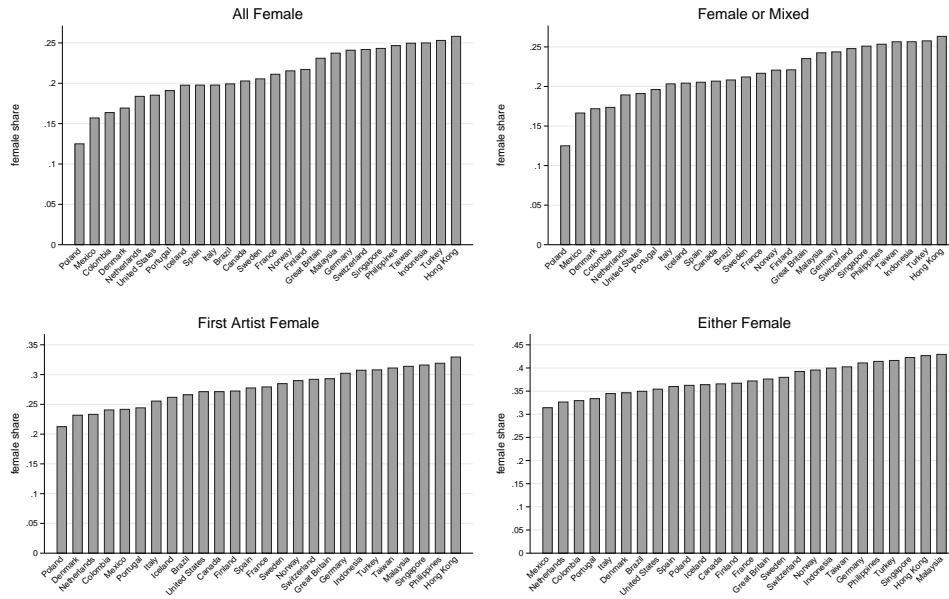 All Female
female share
.25
.2
.15
.1
.05
0
Poland
Mexico
Colombia
Denmark
Netherlands
United States
Portugal
Iceland
Spain
Italy
Brazil
Canada
Sweden
France
Norway
Finland
Great Britain
Malaysia
Germany
Switzerland
Singapore
Philippines
Taiwan
Indonesia
Turkey
Hong Kong
Female or Mixed
female share
.25
.2
.15
.1
.05
0
Poland
Mexico
Denmark
Colombia
Netherlands
United States
Portugal
Italy
Iceland
Spain
Canada
Brazil
Sweden
France
Norway
Finland
Great Britain
Malaysia
Germany
Switzerland
Singapore
Philippines
Taiwan
Indonesia
Turkey
Hong Kong
First Artist Female
female share
.35
.3
.25
.2
.15
.1
.05
0
Poland
Denmark
Netherlands
Colombia
Mexico
Portugal
Italy
Iceland
Brazil
United States
Canada
Finland
Spain
France
Sweden
Norway
Switzerland
Great Britain
Germany
Indonesia
Turkey
Taiwan
Malaysia
Singapore
Philippines
Hong Kong
Either Female
female share
.45
.4
.35
.3
.25
.2
.15
.1
.05
0
Mexico
Netherlands
Colombia
Portugal
Italy
Denmark
Brazil
United States
Spain
Poland
Iceland
Canada
Finland
France
Great Britain
Sweden
Switzerland
Norway
Indonesia
Taiwan
Germany
Philippines
Turkey
Singapore
Hong Kong
Malaysia